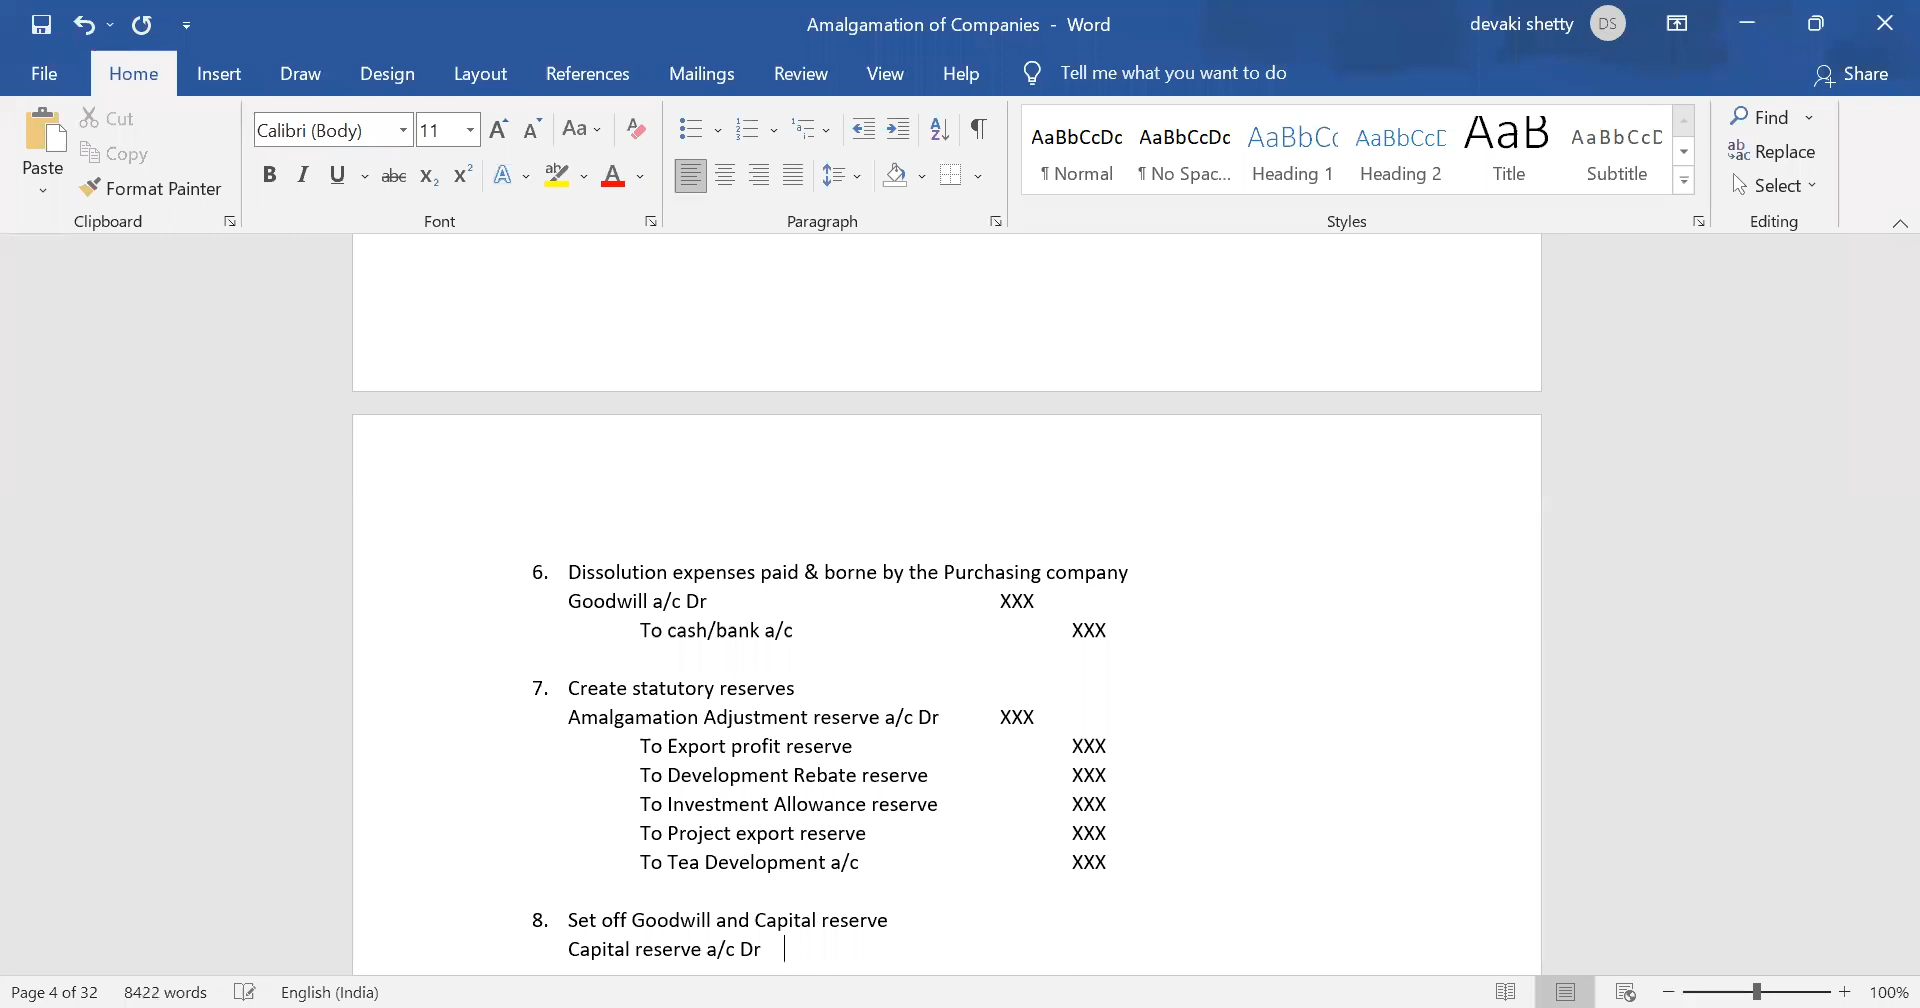 Amalgamation of Companies - Word
devaki shetty DS
File Home Insert Draw Design Layout References Mailings Review View Help Tell me what you want to do Share
Paste
Cut
Copy
Format Painter
Clipboard
Calibri (Body) 11
Font
Paragraph
AaBbCcDc AaBbCcDc AaBbCc AaBbCcD AaB AaBbCcD
¶ Normal ¶ No Spac... Heading 1 Heading 2 Title Subtitle
Styles
Find
Replace
Select
Editing
6. Dissolution expenses paid & borne by the Purchasing company
Goodwill a/c Dr XXX
To cash/bank a/c XXX
7. Create statutory reserves
Amalgamation Adjustment reserve a/c Dr XXX
To Export profit reserve XXX
To Development Rebate reserve XXX
To Investment Allowance reserve XXX
To Project export reserve XXX
To Tea Development a/c XXX
8. Set off Goodwill and Capital reserve
Capital reserve a/c Dr
Page 4 of 32 8422 words English (India) 100%